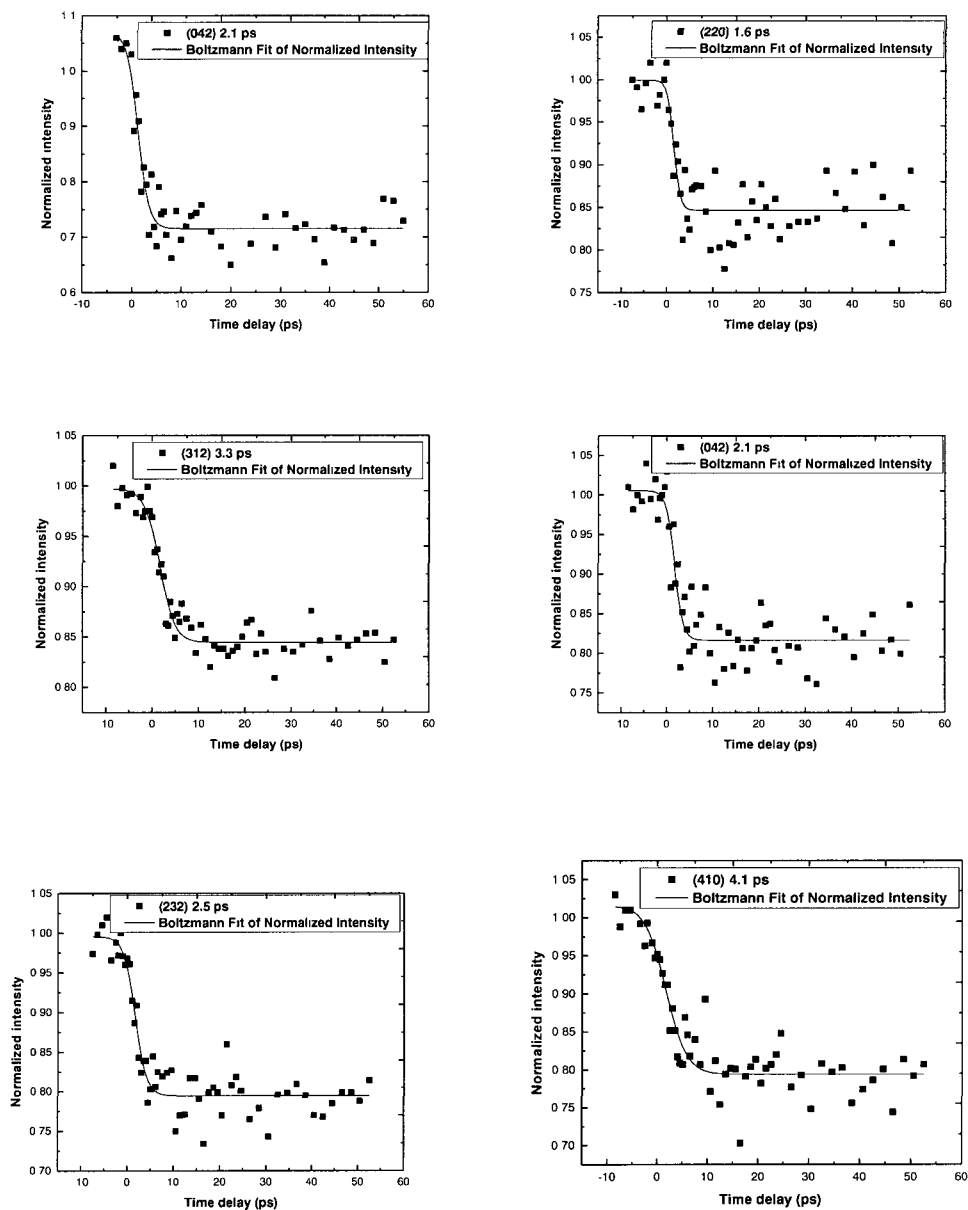 (042) 2.1 ps
Boltzmann Fit of Normalized Intensity
1.1
1 0
0 9
0.8
0.7
0 6
Normalized intensity
-10 0 10 20 30 40 50 60
Time delay (ps)
(220) 1.6 ps
Boltzmann Fit of Normalized Intensity
1.05
1.00
0.95
0.90
0.85
0.80
0 75
Normalized intensity
-10 0 10 20 30 40 50 60
Time delay (ps)
(312) 3.3 ps
Boltzmann Fit of Normalized Intensity
1 05
1 00
0 95
0 90
0 85
0 80
Normalized intensity
10 0 10 20 30 40 50 60
Time delay (ps)
(042) 2.1 ps
Boltzmann Fit of Normalized Intensity
1 05
1 00
0 95
0 90
0 85
0.80
0.75
Normalized intensity
10 0 10 20 30 40 50 60
Time delay (ps)
(232) 2.5 ps
Boltzmann Fit of Normalized Intensity
1 05
1 00
0 95
0 90
0 85
0 80
0 75
0 70
Normalized intensity
10 0 10 20 30 40 50 60
Time delay (ps)
(410) 4.1 ps
Boltzmann Fit of Normalized Intensity
1 05
1 00
0 95
0 90
0 85
0 80
0 75
0 70
Normalized intensity
-10 0 10 20 30 40 50 60
Time delay (ps)